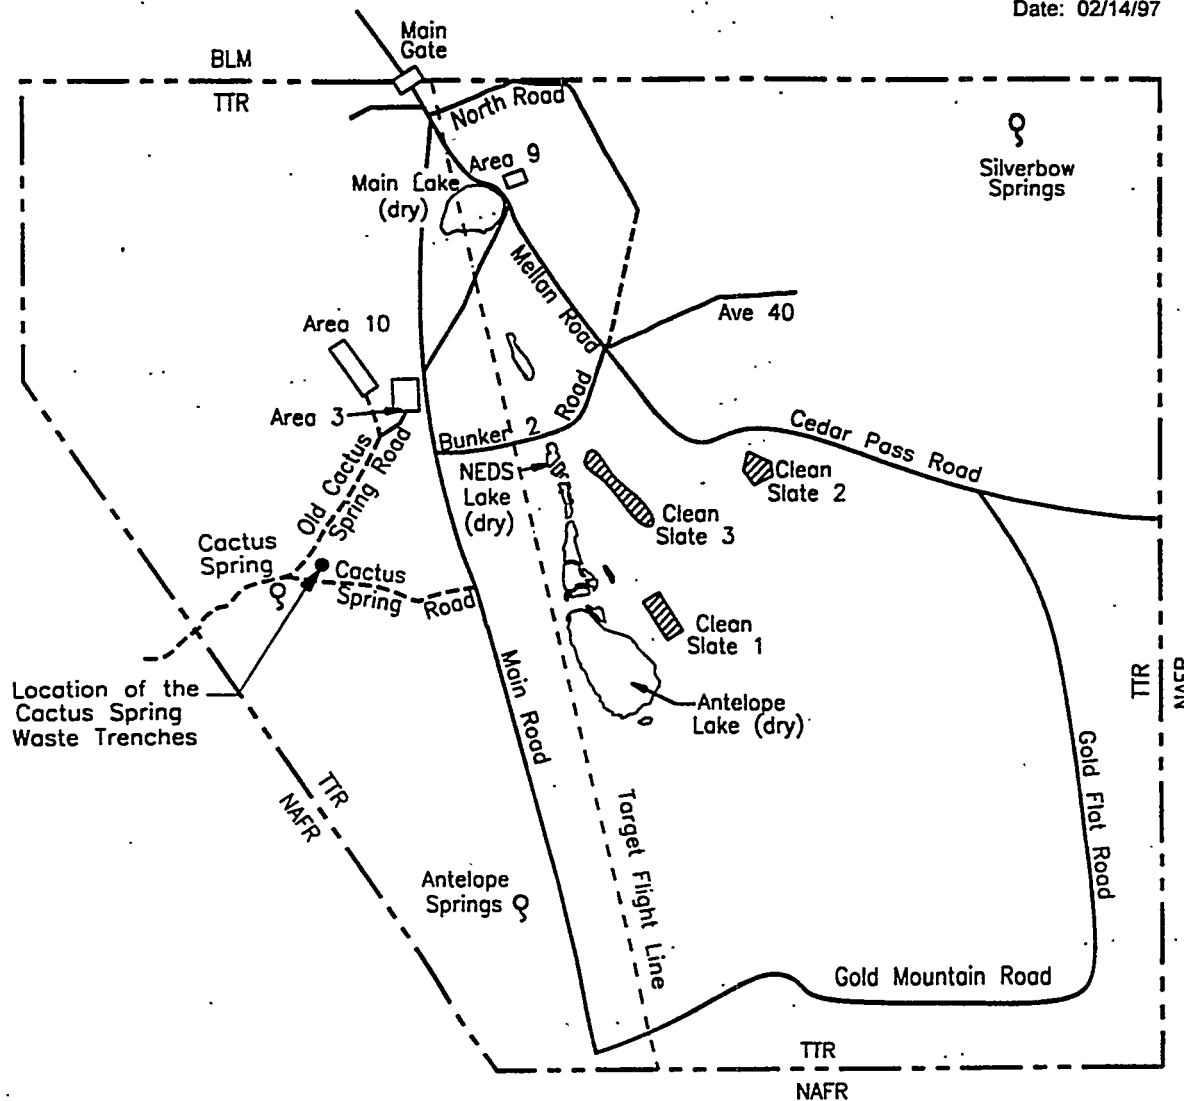 Date: 02/14/97
Main
Gate
BLM
TTR
North Road
Area 9
Main Lake
(dry)
Silverbow
Springs
Mellan Road
Ave 40
Area 10
Area 3
Bunker 2 Road
Cedar Pass Road
NEDS
Lake
(dry)
Clean
Slate 2
Clean
Slate 3
Old Cactus
Spring Road
Cactus
Spring
Cactus
Spring Road
Clean
Slate 1
Main Road
Location of the
Cactus Spring
Waste Trenches
Antelope
Lake (dry)
TTR
NAFR
TTR
NAFR
Target Flight Line
Gold Flat Road
Antelope
Springs
Gold Mountain Road
TTR
NAFR